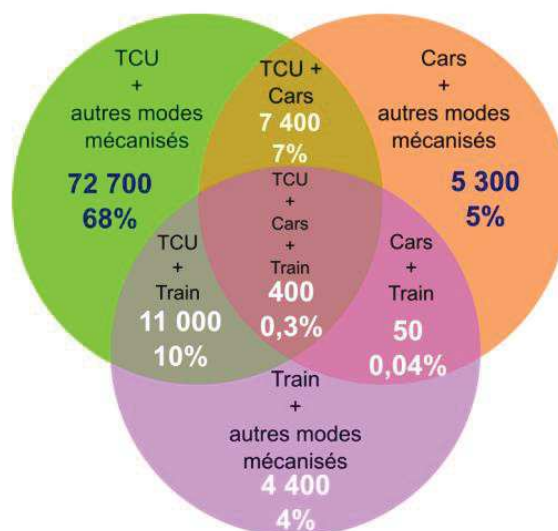 TCU
+
autres modes
mécanisés
72 700
68%
TCU +
Cars
7 400
7%
Cars
+
autres modes
mécanisés
5 300
5%
TCU
+
Cars
+
Train
400
0,3%
TCU
+
Train
11 000
10%
Cars
+
Train
50
0,04%
Train
+
autres modes
mécanisés
4 400
4%